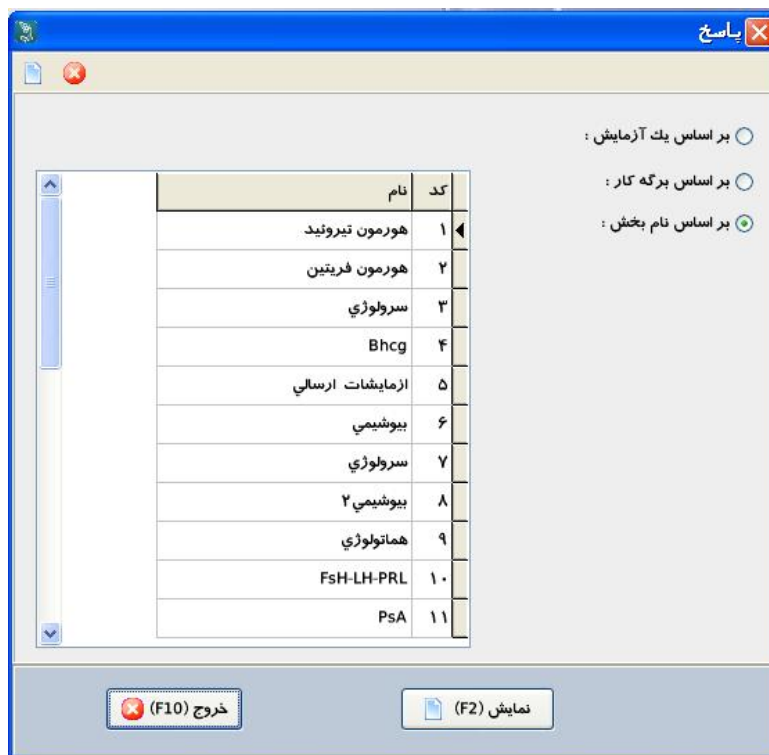 پاسخ
بر اساس يك آزمايش :
بر اساس برگه كار :
بر اساس نام بخش :
كد نام
۱ هورمون تيروئيد
۲ هورمون فريتين
۳ سرولوژي
۴ Bhcg
۵ ازمايشات ارسالي
۶ بيوشيمي
۷ سرولوژي
۸ بيوشيمي۲
۹ هماتولوژي
۱۰ FsH-LH-PRL
۱۱ PsA
نمايش (F2)
خروج (F10)